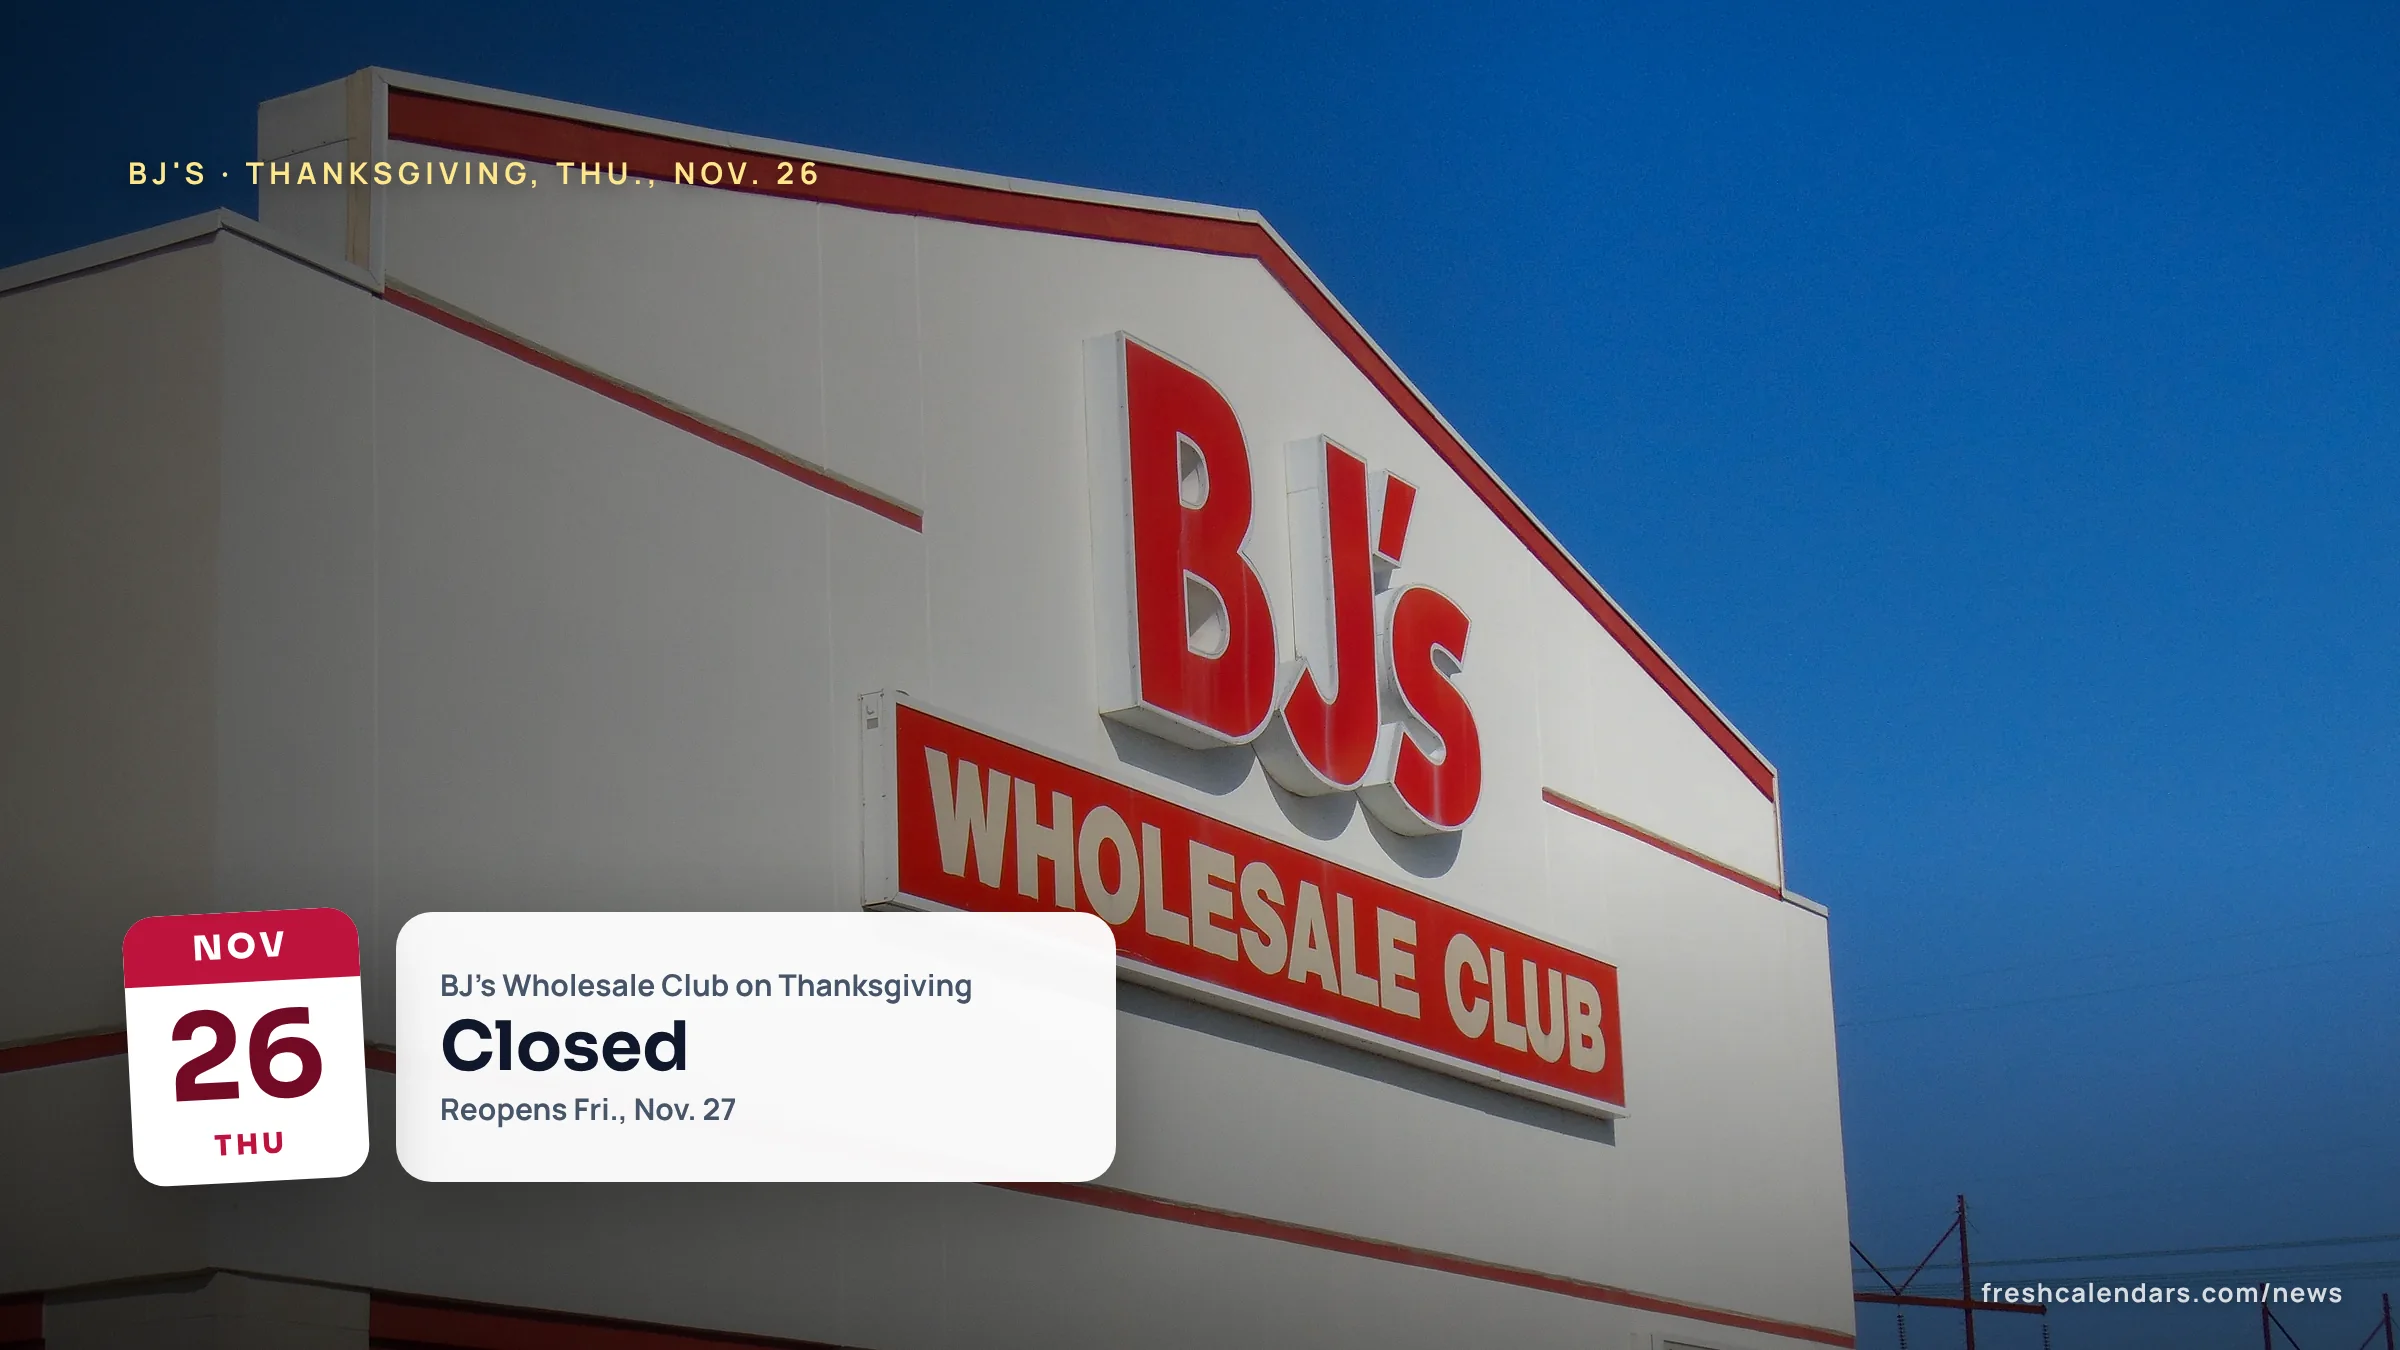 BJ'S · THANKSGIVING, THU., NOV. 26
BJ's
WHOLESALE CLUB
NOV
26
THU
BJ's Wholesale Club on Thanksgiving
Closed
Reopens Fri., Nov. 27
freshcalendars.com/news